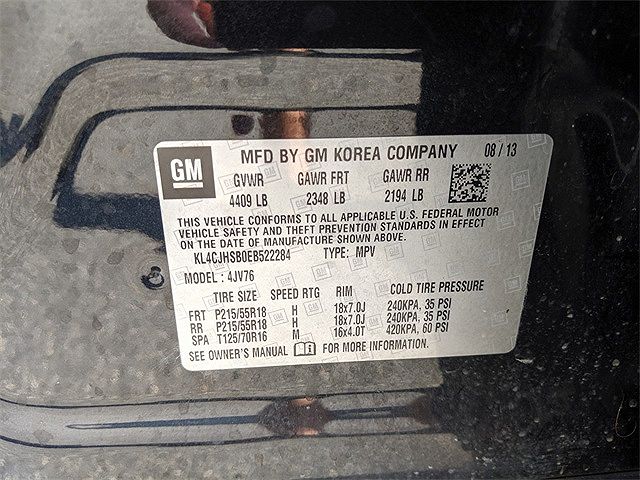 GM
MFD BY GM KOREA COMPANY 08 / 13
GVWR GAWR FRT GAWR RR
4409 LB 2348 LB 2194 LB
THIS VEHICLE CONFORMS TO ALL APPLICABLE U.S. FEDERAL MOTOR
VEHICLE SAFETY AND THEFT PREVENTION STANDARDS IN EFFECT
ON THE DATE OF MANUFACTURE SHOWN ABOVE.
KL4CJHSB0EB522284 TYPE: MPV
MODEL : 4JV76
TIRE SIZE SPEED RTG RIM COLD TIRE PRESSURE
FRT P215/55R18 H 18x7.0J 240KPA, 35 PSI
RR P215/55R18 H 18x7.0J 240KPA, 35 PSI
SPA T125/70R16 M 16x4.0T 420KPA, 60 PSI
SEE OWNER'S MANUAL FOR MORE INFORMATION.